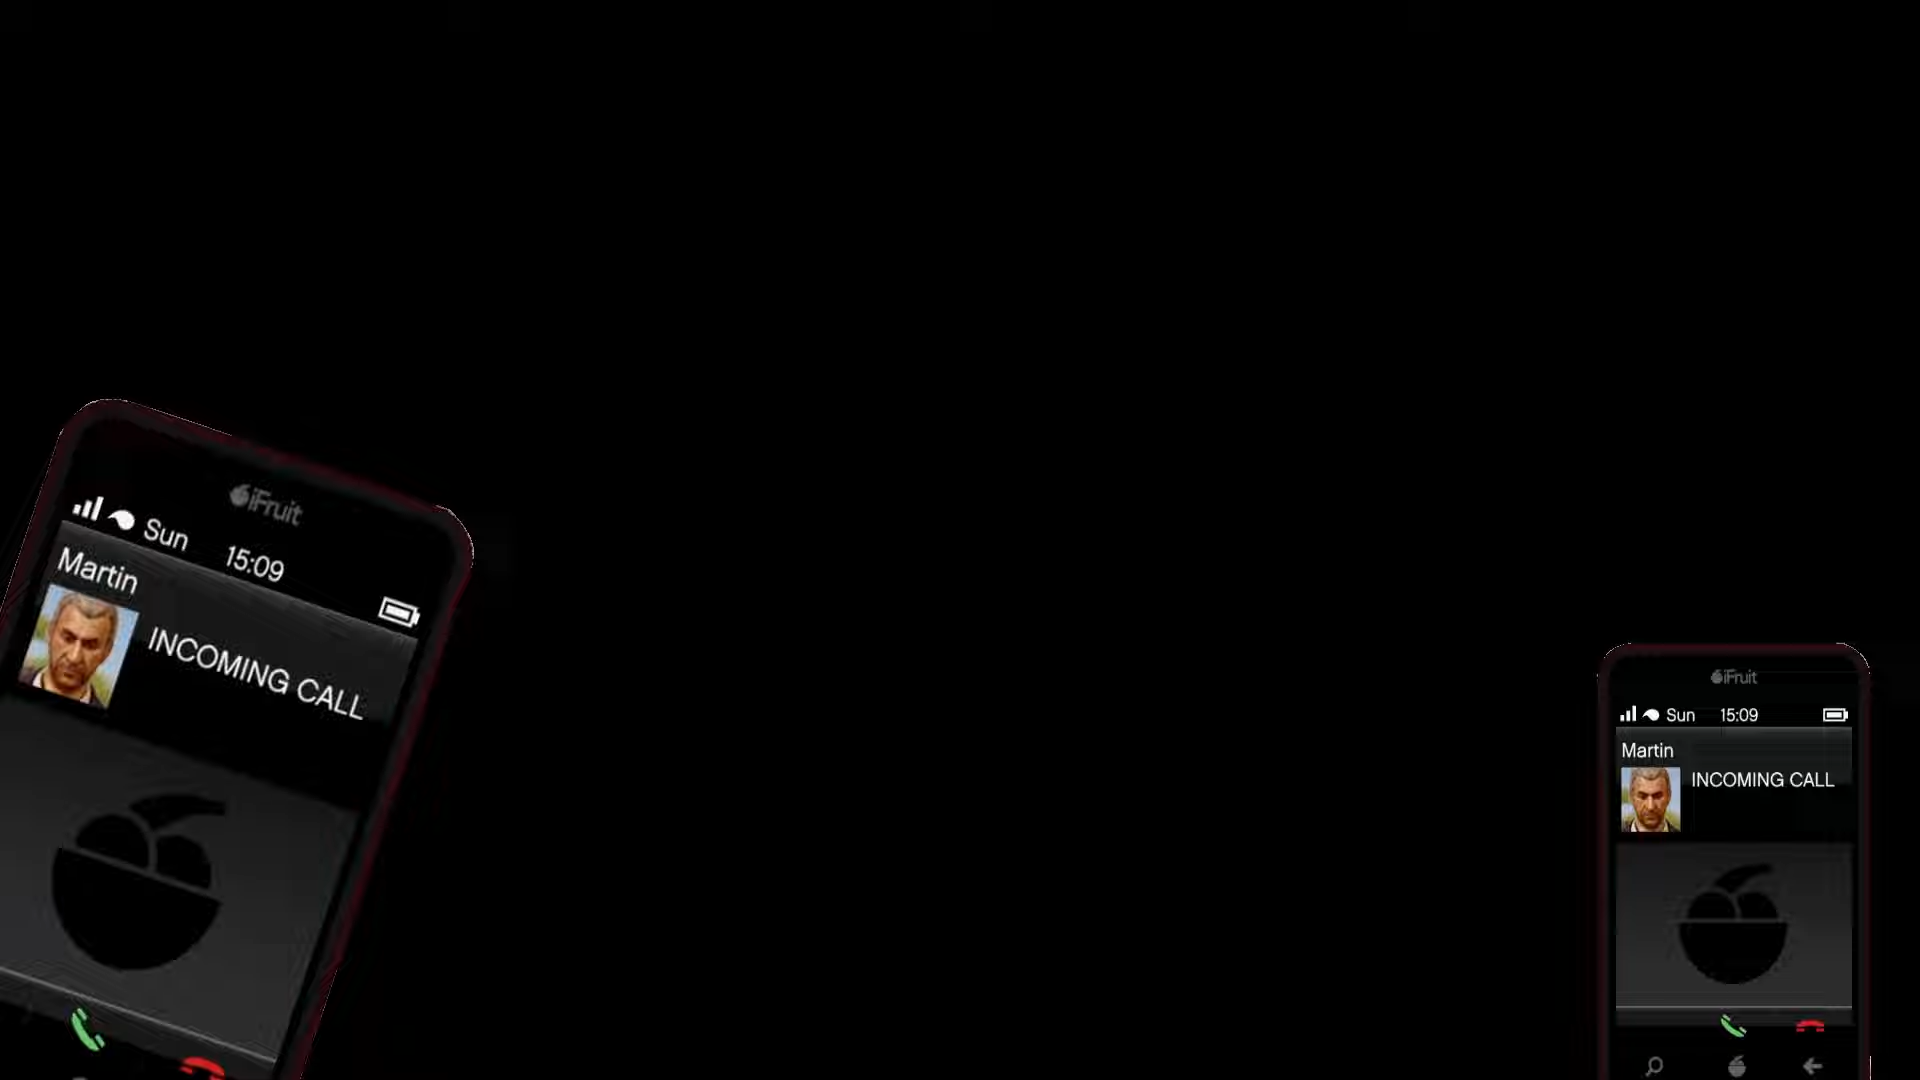 iFruit
Sun 15:09
Martin
INCOMING CALL
iFruit
Sun 15:09
Martin
INCOMING CALL